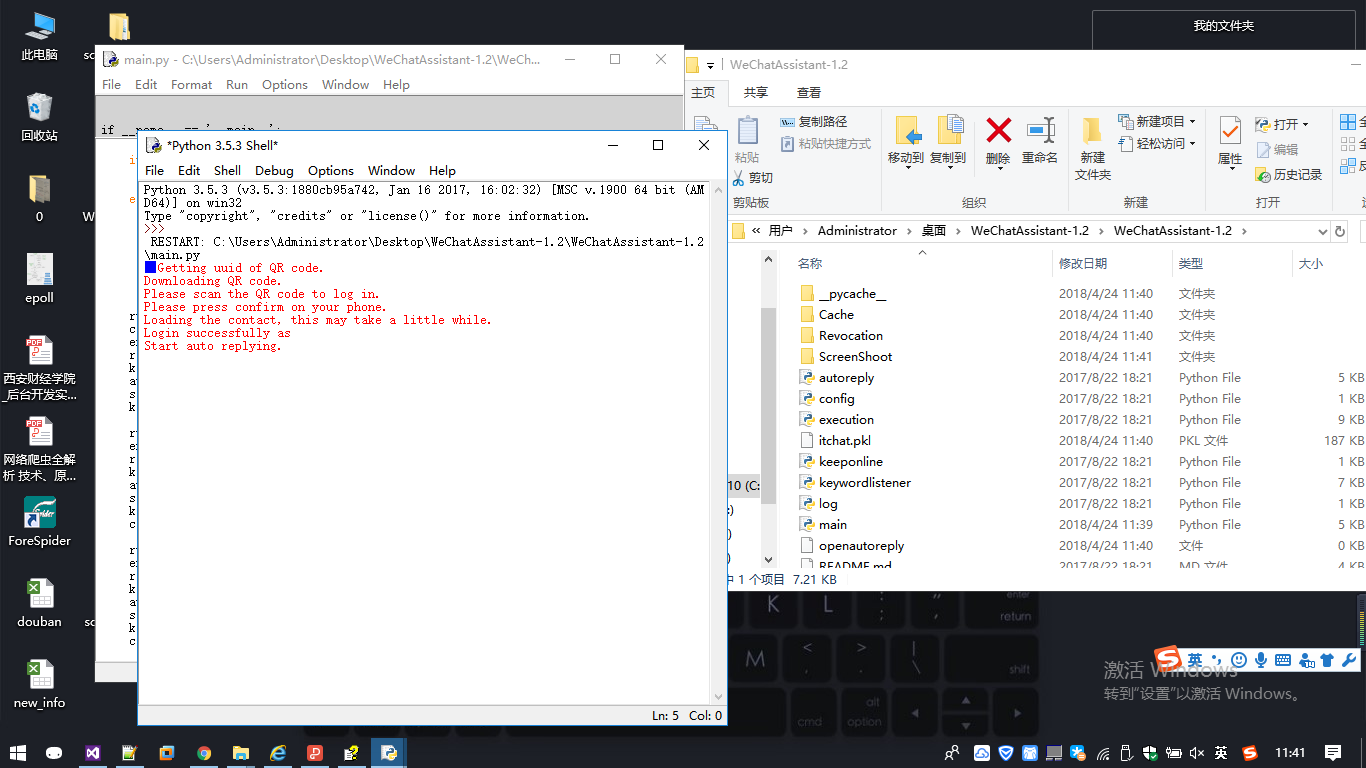 此电脑
回收站
0
epoll
西安财经学院
_后台开发实...
网络爬虫全解
析 技术、原...
ForeSpider
douban
new_info
我的文件夹
main.py - C:\Users\Administrator\Desktop\WeChatAssistant-1.2\WeCh...
File Edit Format Run Options Window Help
*Python 3.5.3 Shell*
File Edit Shell Debug Options Window Help
Python 3.5.3 (v3.5.3:1880cb95a742, Jan 16 2017, 16:02:32) [MSC v.1900 64 bit (AM
D64)] on win32
Type "copyright", "credits" or "license()" for more information.
>>>
RESTART: C:\Users\Administrator\Desktop\WeChatAssistant-1.2\WeChatAssistant-1.2
\main.py
Getting uuid of QR code.
Downloading QR code.
Please scan the QR code to log in.
Please press confirm on your phone.
Loading the contact, this may take a little while.
Login successfully as
Start auto replying.
Ln: 5 Col: 0
WeChatAssistant-1.2
主页 共享 查看
粘贴
剪切
复制路径
粘贴快捷方式
剪贴板
移动到 复制到 删除 重命名
组织
新建
文件夹
新建项目
轻松访问
新建
属性
打开
编辑
历史记录
打开
« 用户 › Administrator › 桌面 › WeChatAssistant-1.2 › WeChatAssistant-1.2 ›
名称 修改日期 类型 大小
__pycache__ 2018/4/24 11:40 文件夹
Cache 2018/4/24 11:40 文件夹
Revocation 2018/4/24 11:40 文件夹
ScreenShoot 2018/4/24 11:41 文件夹
autoreply 2017/8/22 18:21 Python File 5 KB
config 2017/8/22 18:21 Python File 1 KB
execution 2017/8/22 18:21 Python File 9 KB
itchat.pkl 2018/4/24 11:40 PKL 文件 187 KB
keeponline 2017/8/22 18:21 Python File 1 KB
keywordlistener 2017/8/22 18:21 Python File 7 KB
log 2017/8/22 18:21 Python File 1 KB
main 2018/4/24 11:39 Python File 5 KB
openautoreply 2018/4/24 11:40 文件 0 KB
README.md 2017/8/22 18:21 MD 文件 4 KB
中 1 个项目 7.21 KB
10 (C:
K L : ; " , enter return
M < , > . | \ shift
cmd alt option
英
激活 Windows
转到"设置"以激活 Windows。
英 11:41